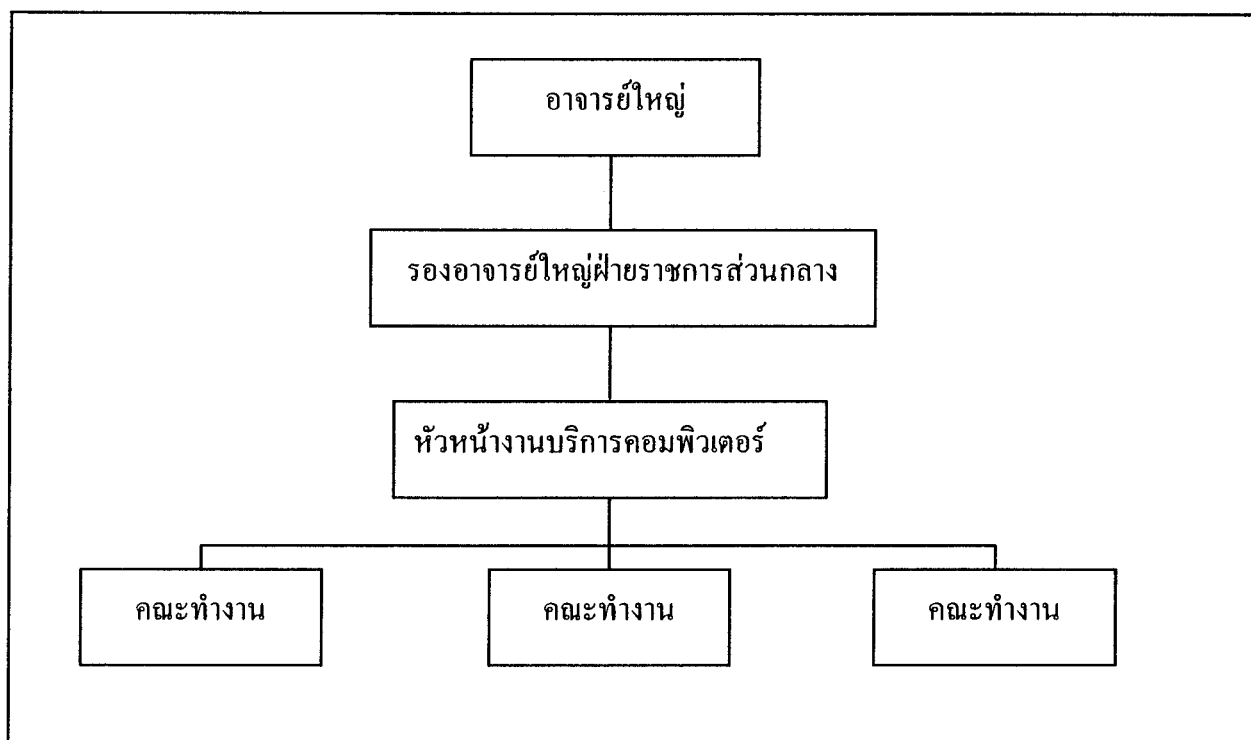 อาจารย์ใหญ่
รองอาจารย์ใหญ่ฝ่ายราชการส่วนกลาง
หัวหน้างานบริการคอมพิวเตอร์
คณะทำงาน
คณะทำงาน
คณะทำงาน